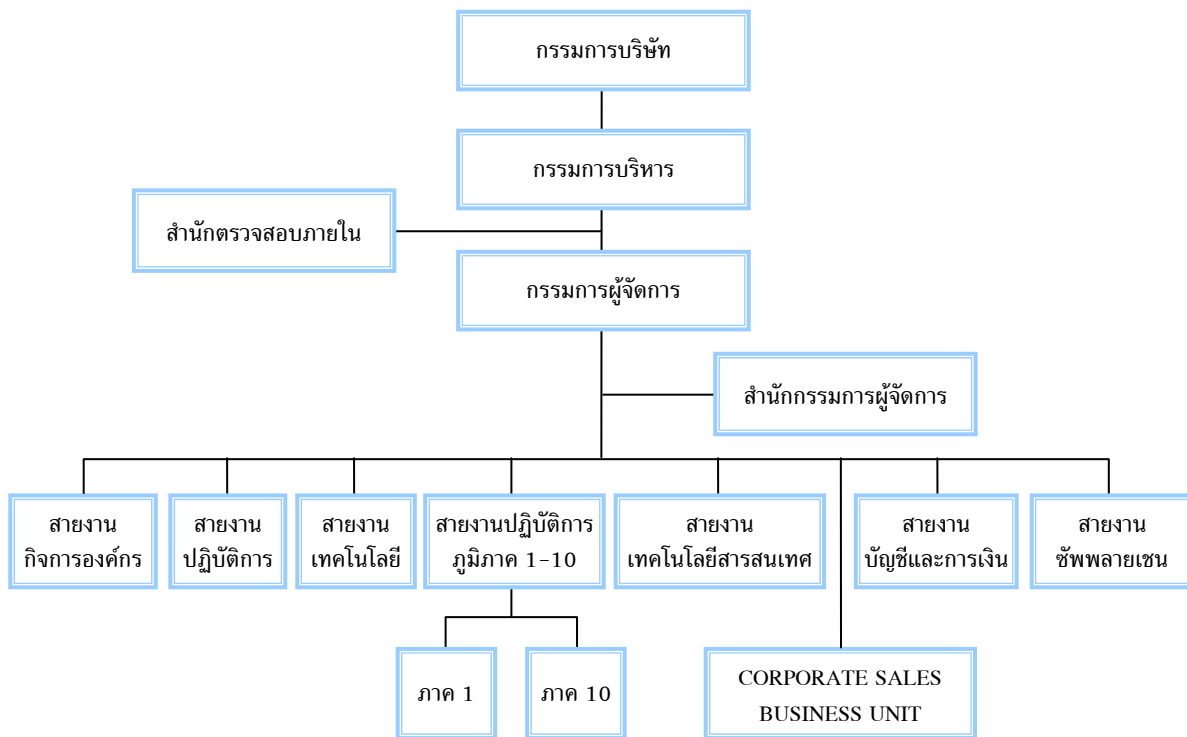 กรรมการบริษัท
กรรมการบริหาร
สำนักตรวจสอบภายใน
กรรมการผู้จัดการ
สำนักกรรมการผู้จัดการ
สายงาน
กิจการองค์กร
สายงาน
ปฏิบัติการ
สายงาน
เทคโนโลยี
สายงานปฏิบัติการ
ภูมิภาค 1-10
สายงาน
เทคโนโลยีสารสนเทศ
สายงาน
บัญชีและการเงิน
สายงาน
ซัพพลายเชน
ภาค 1
ภาค 10
CORPORATE SALES
BUSINESS UNIT